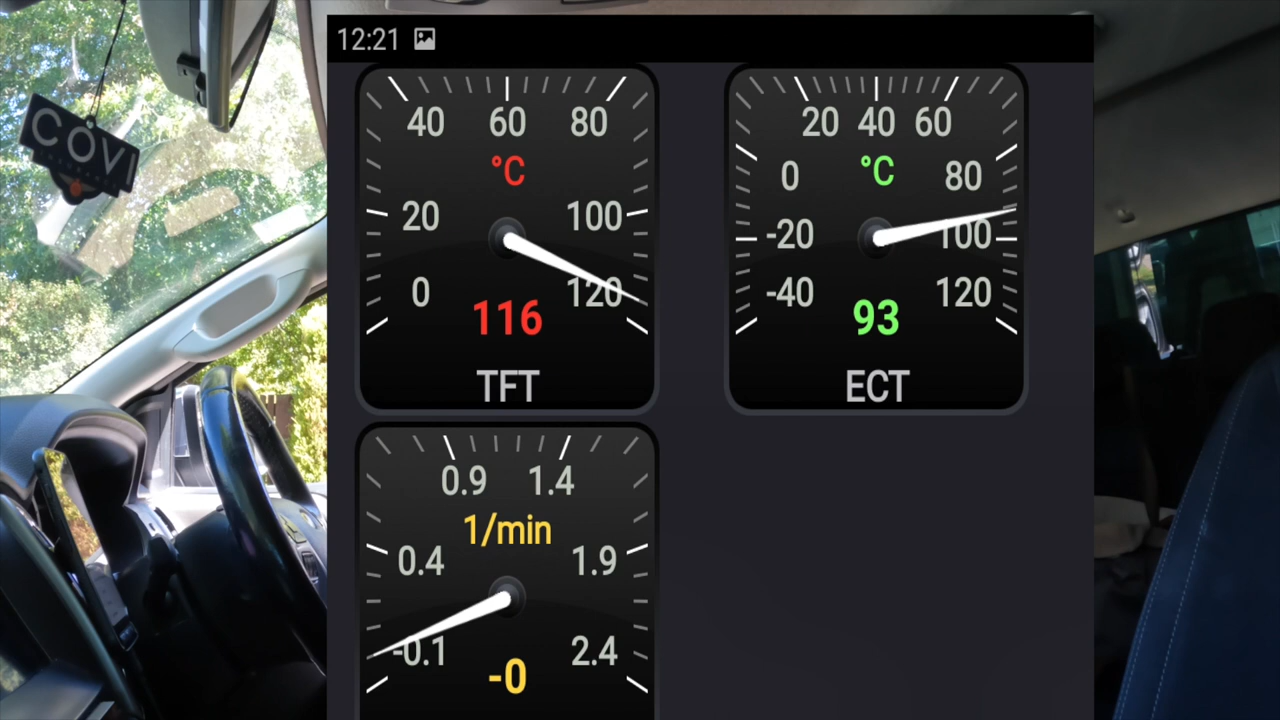 COVI
12:21
40 60 80
°C
20 100
0 120
116
TFT
20 40 60
°C
0 80
-20 100
-40 120
93
ECT
0.9 1.4
1/min
0.4 1.9
-0.1 2.4
-0